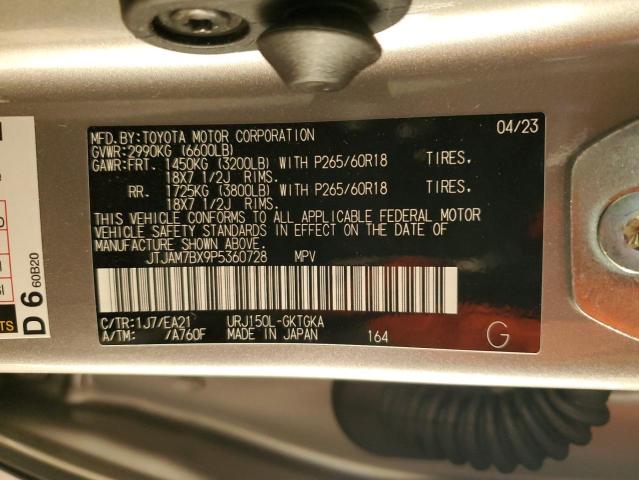 MFD.BY:TOYOTA MOTOR CORPORATION 04/23
GVWR:2990KG (6600LB)
GAWR:FRT. 1450KG (3200LB) WITH P265/60R18 TIRES,
18X7 1/2J RIMS.
RR. 1725KG (3800LB) WITH P265/60R18 TIRES,
18X7 1/2J RIMS.
THIS VEHICLE CONFORMS TO ALL APPLICABLE FEDERAL MOTOR
VEHICLE SAFETY STANDARDS IN EFFECT ON THE DATE OF
MANUFACTURE SHOWN ABOVE.
JTJAM7BX9P5360728 MPV
C/TR:1J7/EA21 URJ150L-GKTGKA
A/TM: /A760F MADE IN JAPAN 164 G
D 6 60B20
TS